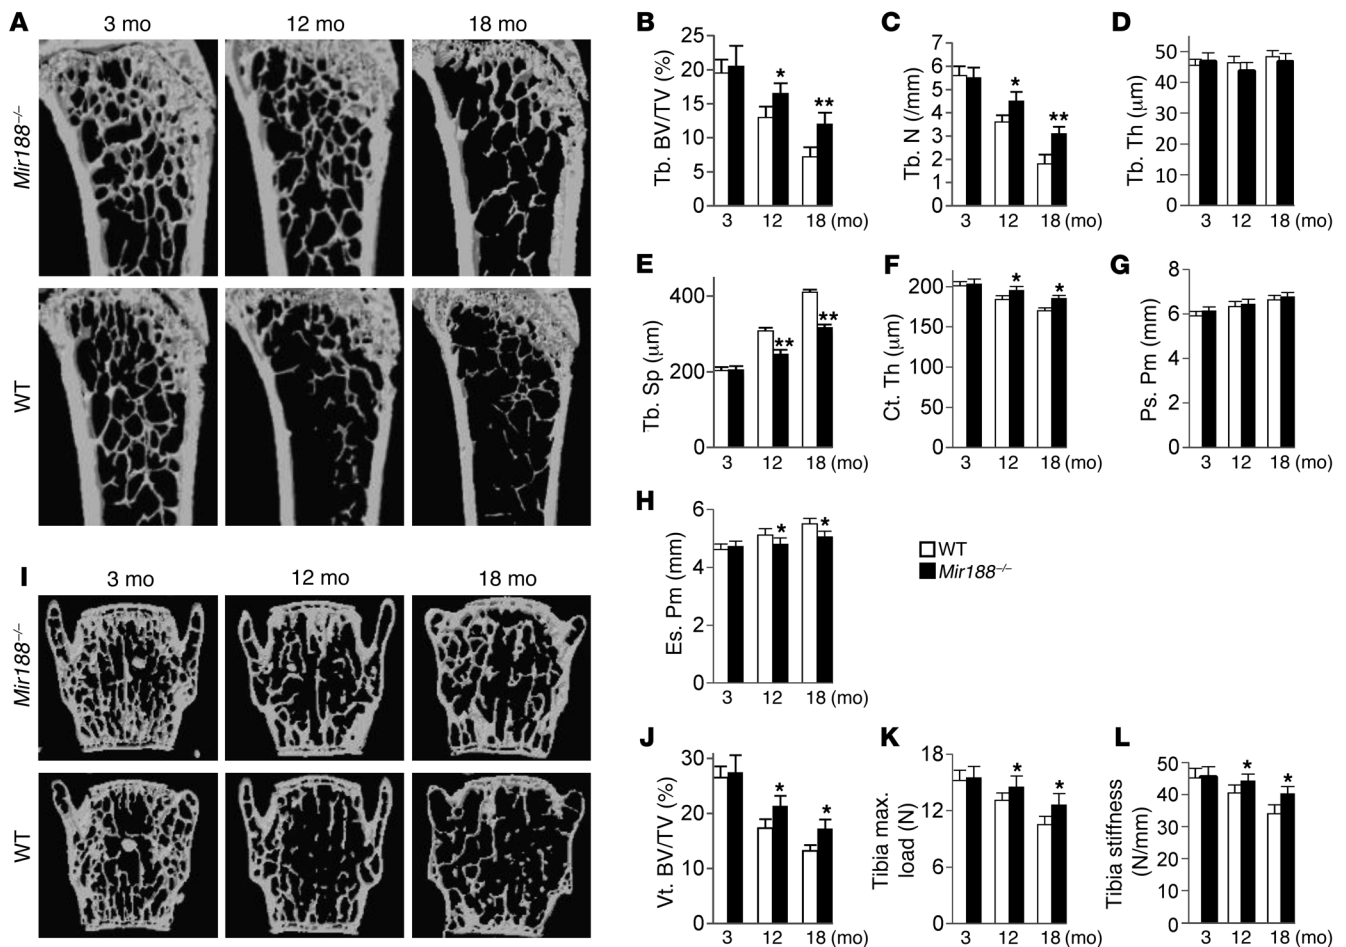 A
3 mo 12 mo 18 mo
Mir188–/–
WT
B
Tb. BV/TV (%)
25
20
15
10
5
0
* **
3 12 18 (mo)
C
Tb. N (/mm)
7
6
5
4
3
2
1
0
* **
3 12 18 (mo)
D
Tb. Th (μm)
50
40
30
20
10
0
3 12 18 (mo)
E
Tb. Sp (μm)
400
200
0
** **
3 12 18 (mo)
F
Ct. Th (μm)
200
150
100
50
0
* *
3 12 18 (mo)
G
Ps. Pm (mm)
8
6
4
2
0
3 12 18 (mo)
H
Es. Pm (mm)
6
4
2
0
* *
3 12 18 (mo)
WT
Mir188–/–
I
3 mo 12 mo 18 mo
Mir188–/–
WT
J
Vt. BV/TV (%)
30
20
10
0
* *
3 12 18 (mo)
K
Tibia max.
load (N)
18
12
6
0
* *
3 12 18 (mo)
L
Tibia stiffness
(N/mm)
50
40
30
20
10
0
* *
3 12 18 (mo)